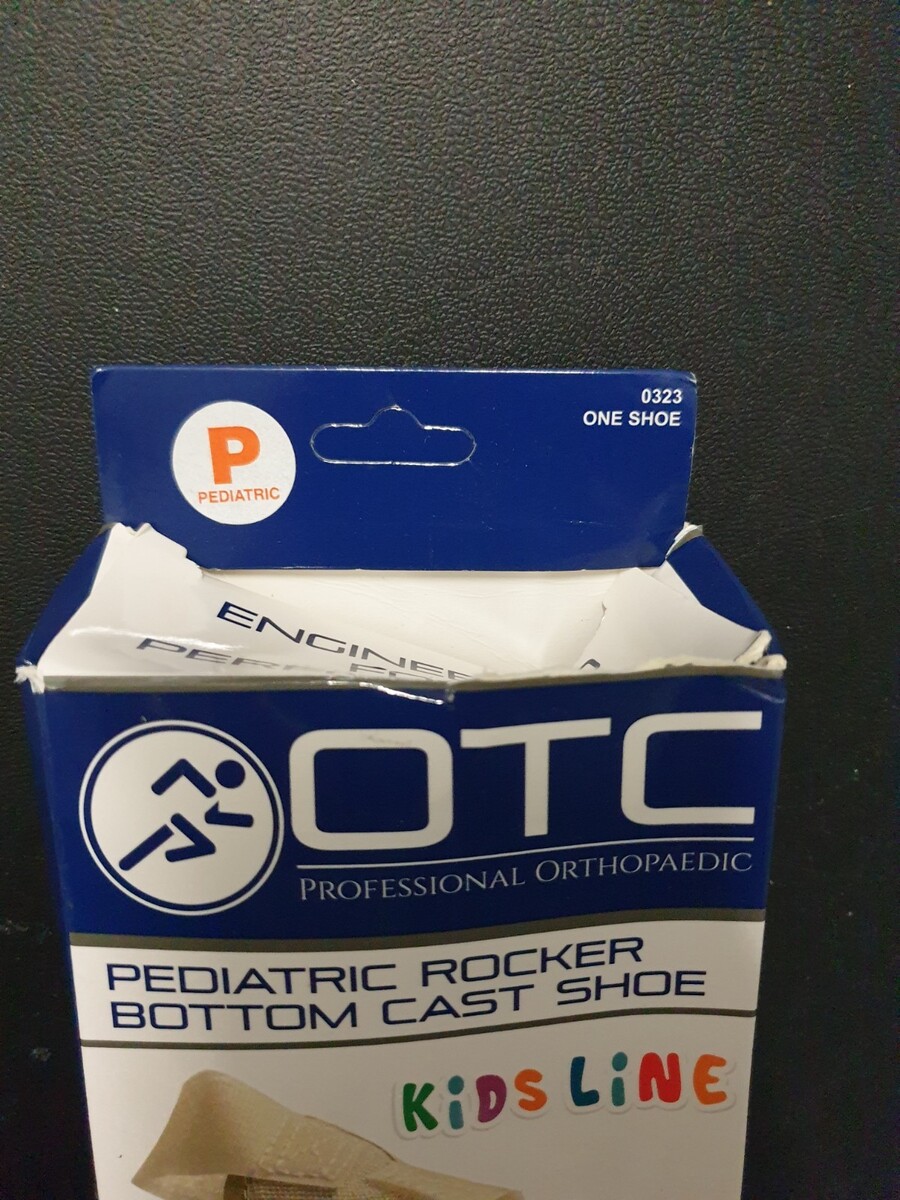 0323
ONE SHOE
P
PEDIATRIC
OTC
PROFESSIONAL ORTHOPAEDIC
PEDIATRIC ROCKER
BOTTOM CAST SHOE
KiDS LiNE